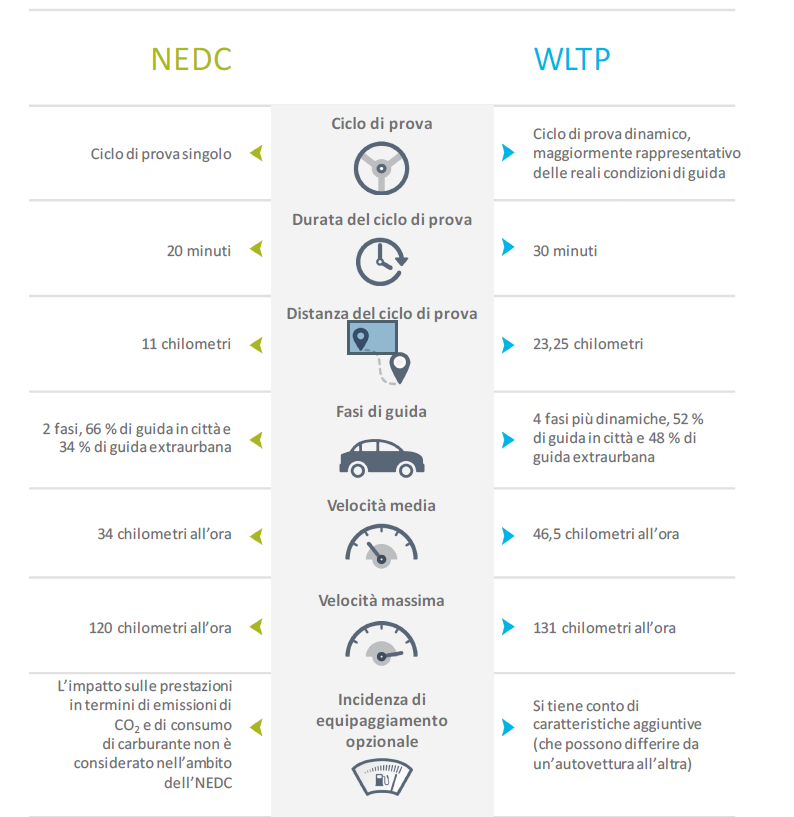 NEDC
WLTP
Ciclo di prova
Ciclo di prova singolo
Ciclo di prova dinamico,
maggiormente rappresentativo
delle reali condizioni di guida
Durata del ciclo di prova
20 minuti
30 minuti
Distanza del ciclo di prova
11 chilometri
23,25 chilometri
Fasi di guida
2 fasi, 66 % di guida in città e
34 % di guida extraurbana
4 fasi più dinamiche, 52 %
di guida in città e 48 % di
guida extraurbana
Velocità media
34 chilometri all’ora
46,5 chilometri all’ora
Velocità massima
120 chilometri all’ora
131 chilometri all’ora
Incidenza di
equipaggiamento
opzionale
L’impatto sulle prestazioni
in termini di emissioni di
CO₂ e di consumo
di carburante non è
considerato nell’ambito
dell’NEDC
Si tiene conto di
caratteristiche aggiuntive
(che possono differire da
un’autovettura all’altra)